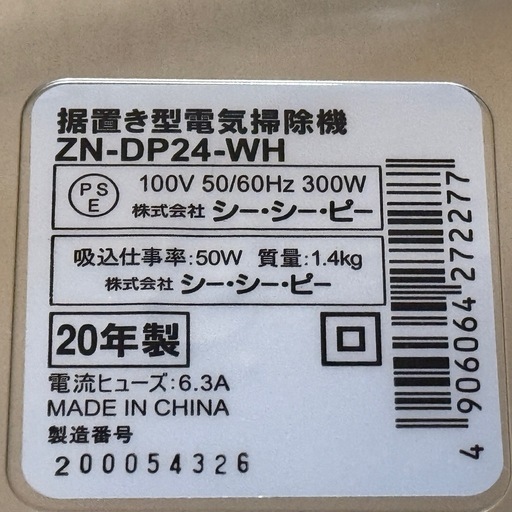 据置き型電気掃除機
ZN-DP24-WH
PS
E
100V 50/60Hz 300W
株式会社 シー・シー・ピー
吸込仕事率:50W 質量:1.4kg
株式会社 シー・シー・ピー
20年製
電流ヒューズ:6.3A
MADE IN CHINA
製造番号
200054326
4 906064 272277